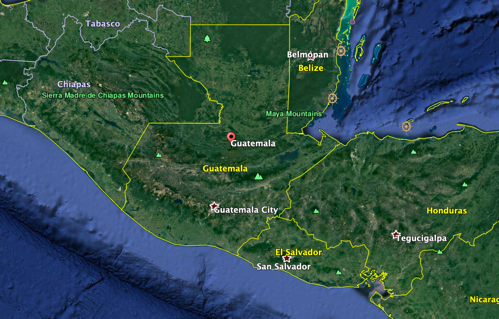 Tabasco
Belmopan
Belize
Chiapas
Sierra Madre de Chiapas Mountains
Maya Mountains
Guatemala
Guatemala
Guatemala City
Honduras
Tegucigalpa
El Salvador
San Salvador
Nicarag